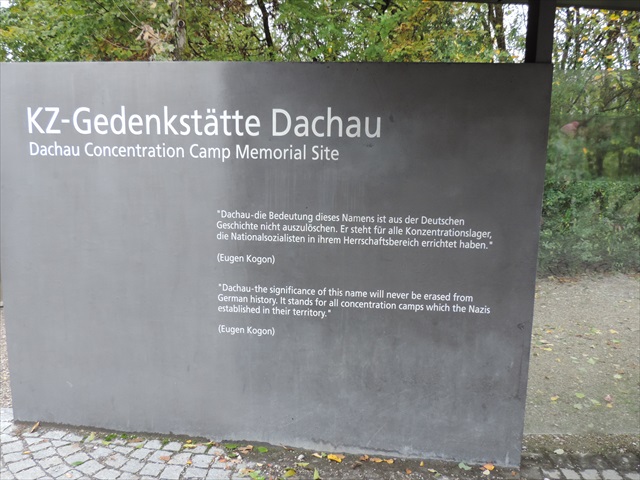 KZ-Gedenkstätte Dachau
Dachau Concentration Camp Memorial Site
"Dachau-die Bedeutung dieses Namens ist aus der Deutschen
Geschichte nicht auszulöschen. Er steht für alle Konzentrationslager,
die Nationalsozialisten in ihrem Herrschaftsbereich errichtet haben."
(Eugen Kogon)
"Dachau-the significance of this name will never be erased from
German history. It stands for all concentration camps which the Nazis
established in their territory."
(Eugen Kogon)